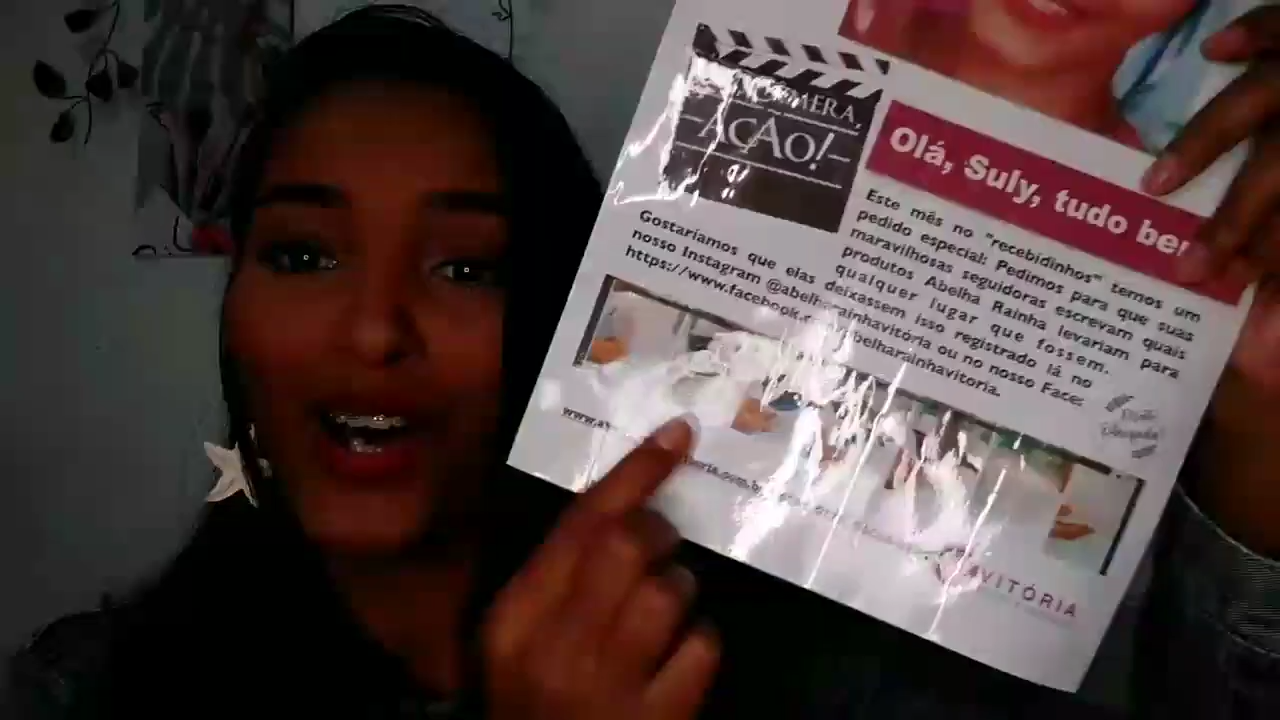 CÂMERA,
AÇÃO!
Olá, Suly, tudo be
Este mês no "recebidinhos" temos um
pedido especial: Pedimos para que suas
maravilhosas seguidoras escrevam quais
produtos Abelha Rainha levariam para
qualquer lugar que fossem.
Gostaríamos que elas deixassem isso registrado lá no
nosso Instagram @abelharainhavitória ou no nosso Face:
https://www.facebook.com/abelharainhavitoria.
AVITÓRIA